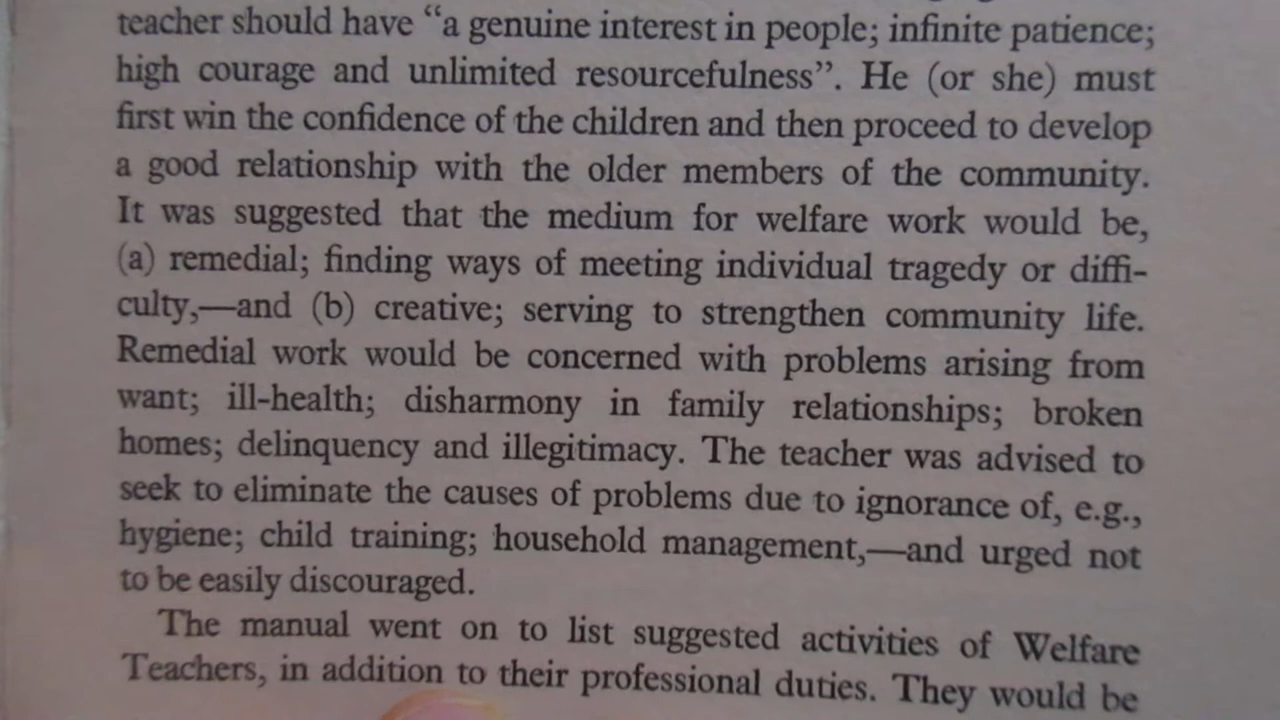 teacher should have “a genuine interest in people; infinite patience;
high courage and unlimited resourcefulness”. He (or she) must
first win the confidence of the children and then proceed to develop
a good relationship with the older members of the community.
It was suggested that the medium for welfare work would be,
(a) remedial; finding ways of meeting individual tragedy or diffi-
culty,—and (b) creative; serving to strengthen community life.
Remedial work would be concerned with problems arising from
want; ill-health; disharmony in family relationships; broken
homes; delinquency and illegitimacy. The teacher was advised to
seek to eliminate the causes of problems due to ignorance of, e.g.,
hygiene; child training; household management,—and urged not
to be easily discouraged.
The manual went on to list suggested activities of Welfare
Teachers, in addition to their professional duties. They would be